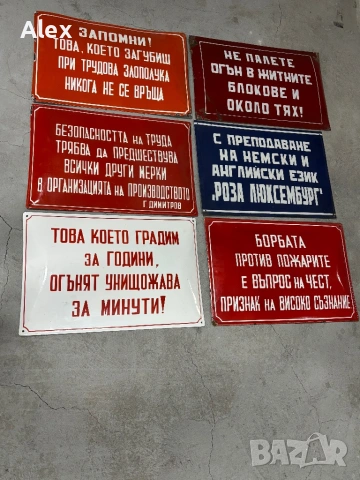 Alex
ЗАПОМНИ!
ТОВА, КОЕТО ЗАГУБИШ
ПРИ ТРУДОВА ЗЛОПОЛУКА
НИКОГА НЕ СЕ ВРЪЩА
НЕ ПАЛЕТЕ
ОГЪН В ЖИТНИТЕ
БЛОКОВЕ И
ОКОЛО ТЯХ!
БЕЗОПАСНОСТТА НА ТРУДА
ТРЯБВА ДА ПРЕДШЕСТВУВА
ВСИЧКИ ДРУГИ МЕРКИ
В ОРГАНИЗАЦИЯТА НА ПРОИЗВОДСТВОТО
Г. ДИМИТРОВ
С ПРЕПОДАВАНЕ
НА НЕМСКИ И
АНГЛИЙСКИ ЕЗИК
„РОЗА ЛЮКСЕМБУРГ"
ТОВА КОЕТО ГРАДИМ
ЗА ГОДИНИ,
ОГЪНЯТ УНИЩОЖАВА
ЗА МИНУТИ!
БОРБАТА
ПРОТИВ ПОЖАРИТЕ
Е ВЪПРОС НА ЧЕСТ,
ПРИЗНАК НА ВИСОКО СЪЗНАНИЕ
BAZAR